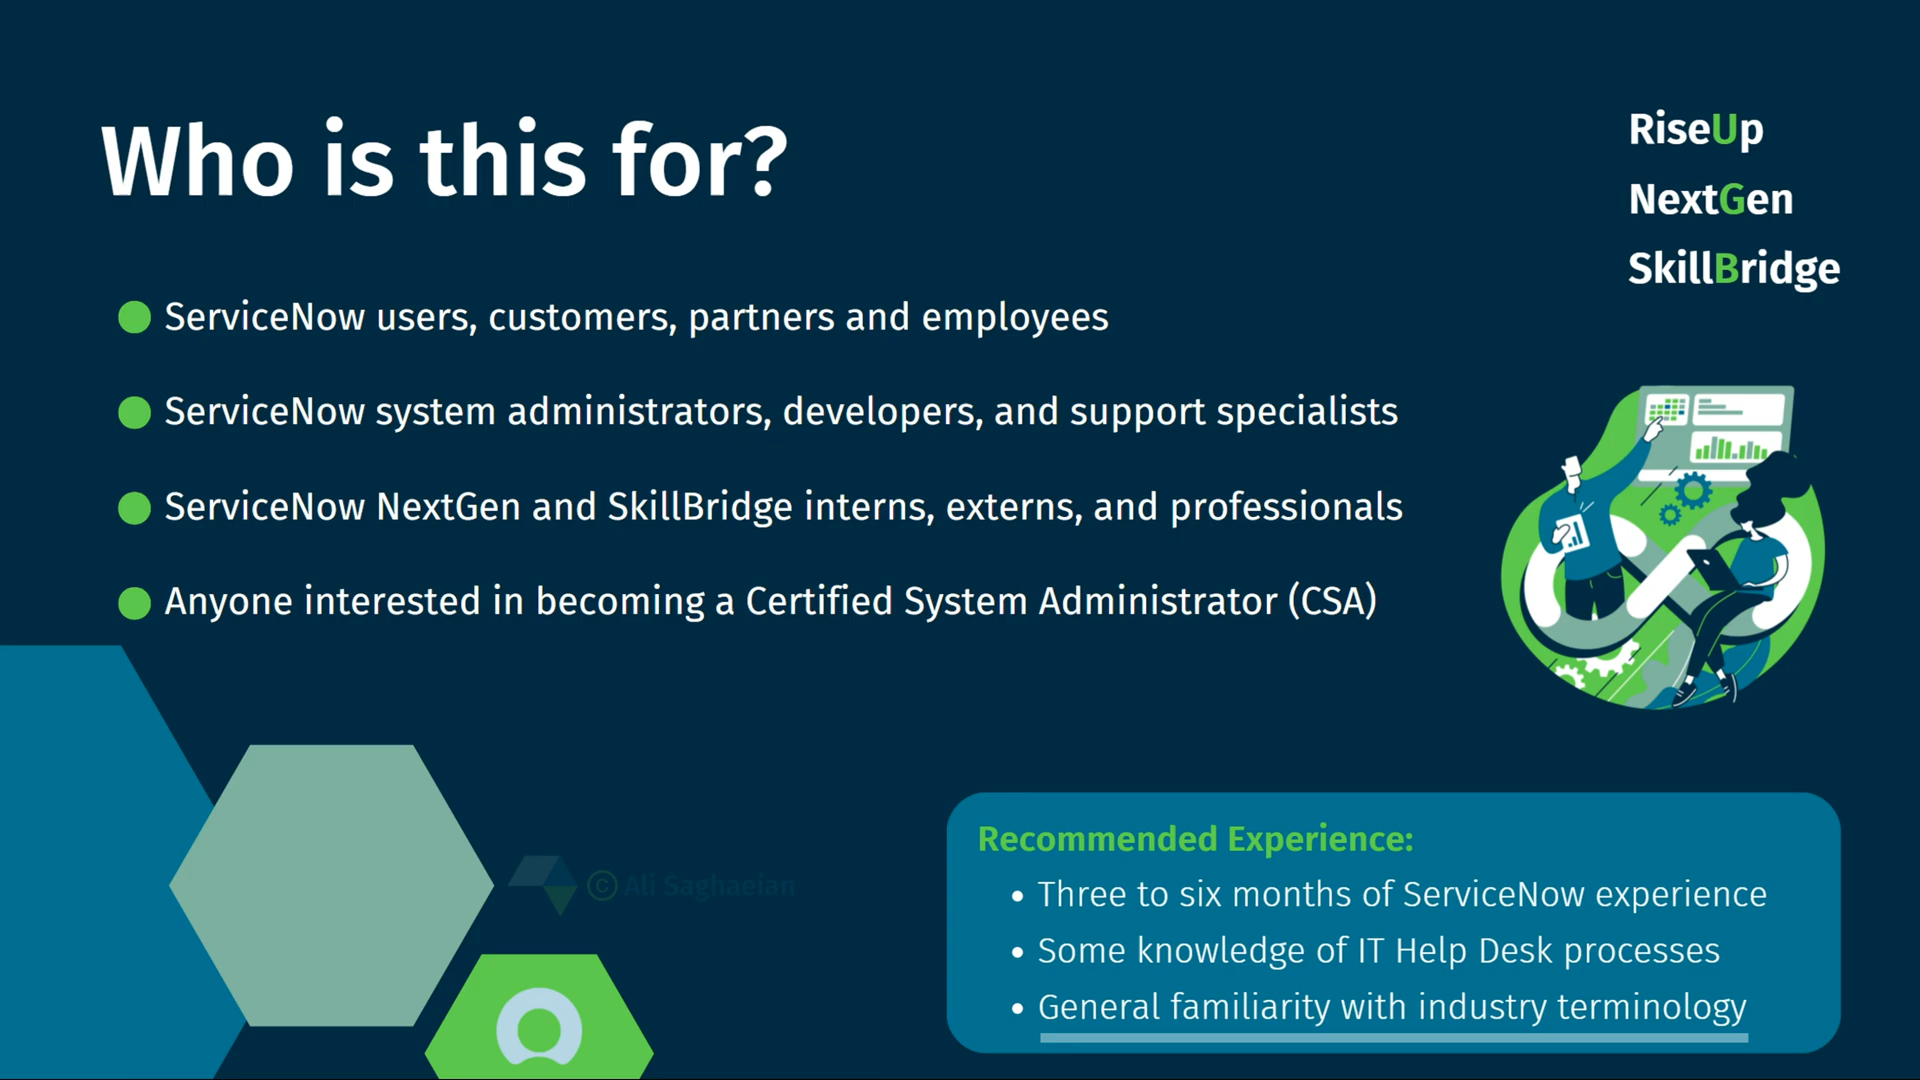 Who is this for?
RiseUp
NextGen
SkillBridge
ServiceNow users, customers, partners and employees
ServiceNow system administrators, developers, and support specialists
ServiceNow NextGen and SkillBridge interns, externs, and professionals
Anyone interested in becoming a Certified System Administrator (CSA)
© Ali Saghaeian
Recommended Experience:
• Three to six months of ServiceNow experience
• Some knowledge of IT Help Desk processes
• General familiarity with industry terminology